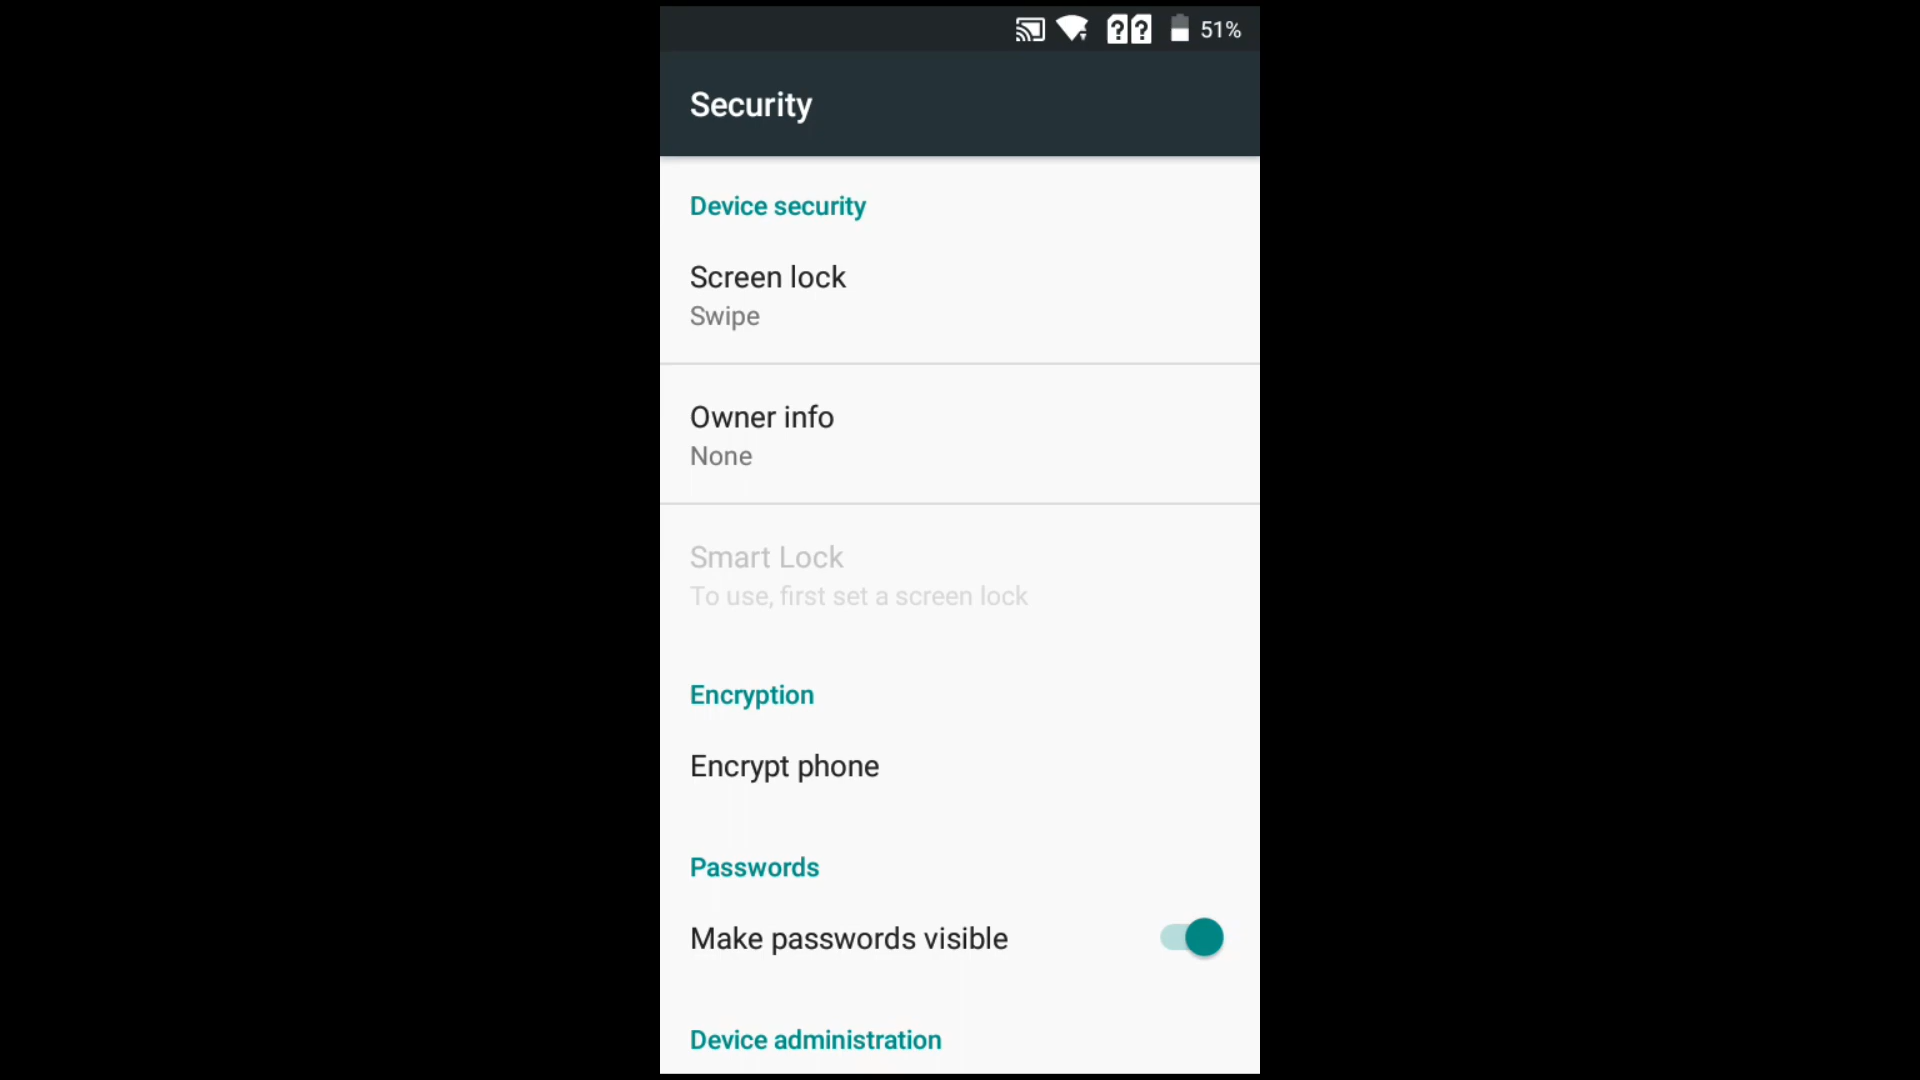 51%
Security
Device security
Screen lock
Swipe
Owner info
None
Smart Lock
To use, first set a screen lock
Encryption
Encrypt phone
Passwords
Make passwords visible
Device administration